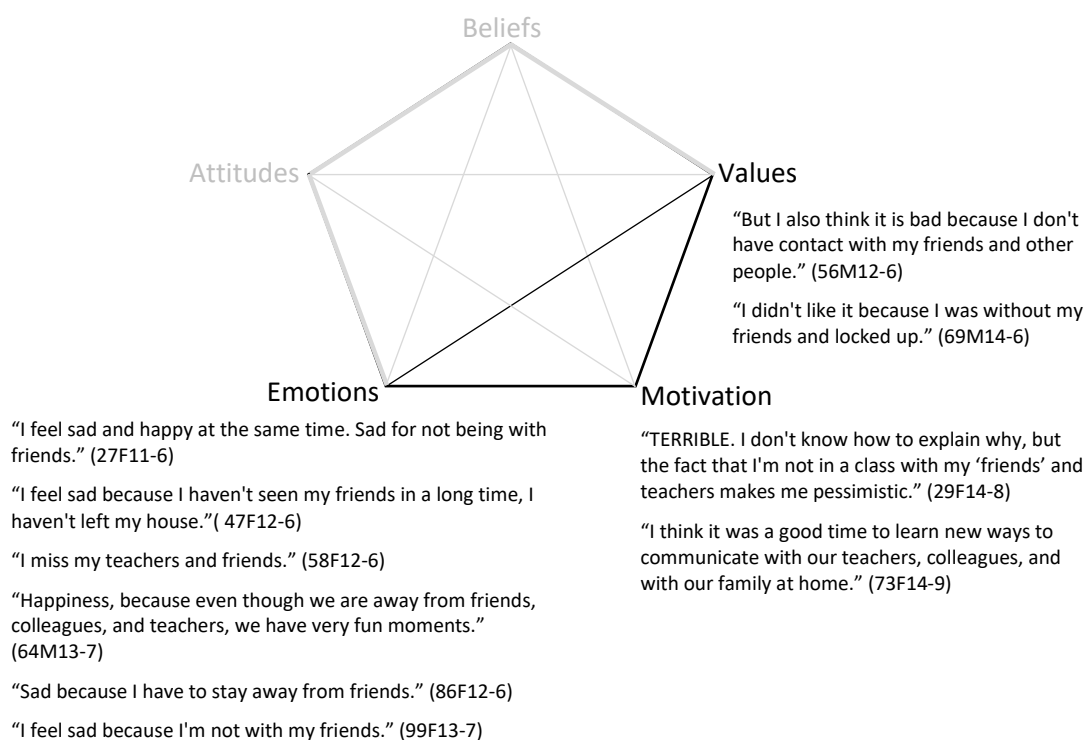 Beliefs
Attitudes
Values
“But I also think it is bad because I don't
have contact with my friends and other
people.” (56M12-6)
“I didn't like it because I was without my
friends and locked up.” (69M14-6)
Emotions
“I feel sad and happy at the same time. Sad for not being with
friends.” (27F11-6)
“I feel sad because I haven't seen my friends in a long time, I
haven't left my house.”( 47F12-6)
“I miss my teachers and friends.” (58F12-6)
“Happiness, because even though we are away from friends,
colleagues, and teachers, we have very fun moments.”
(64M13-7)
“Sad because I have to stay away from friends.” (86F12-6)
“I feel sad because I'm not with my friends.” (99F13-7)
Motivation
“TERRIBLE. I don't know how to explain why, but
the fact that I'm not in a class with my ‘friends’ and
teachers makes me pessimistic.” (29F14-8)
“I think it was a good time to learn new ways to
communicate with our teachers, colleagues, and
with our family at home.” (73F14-9)